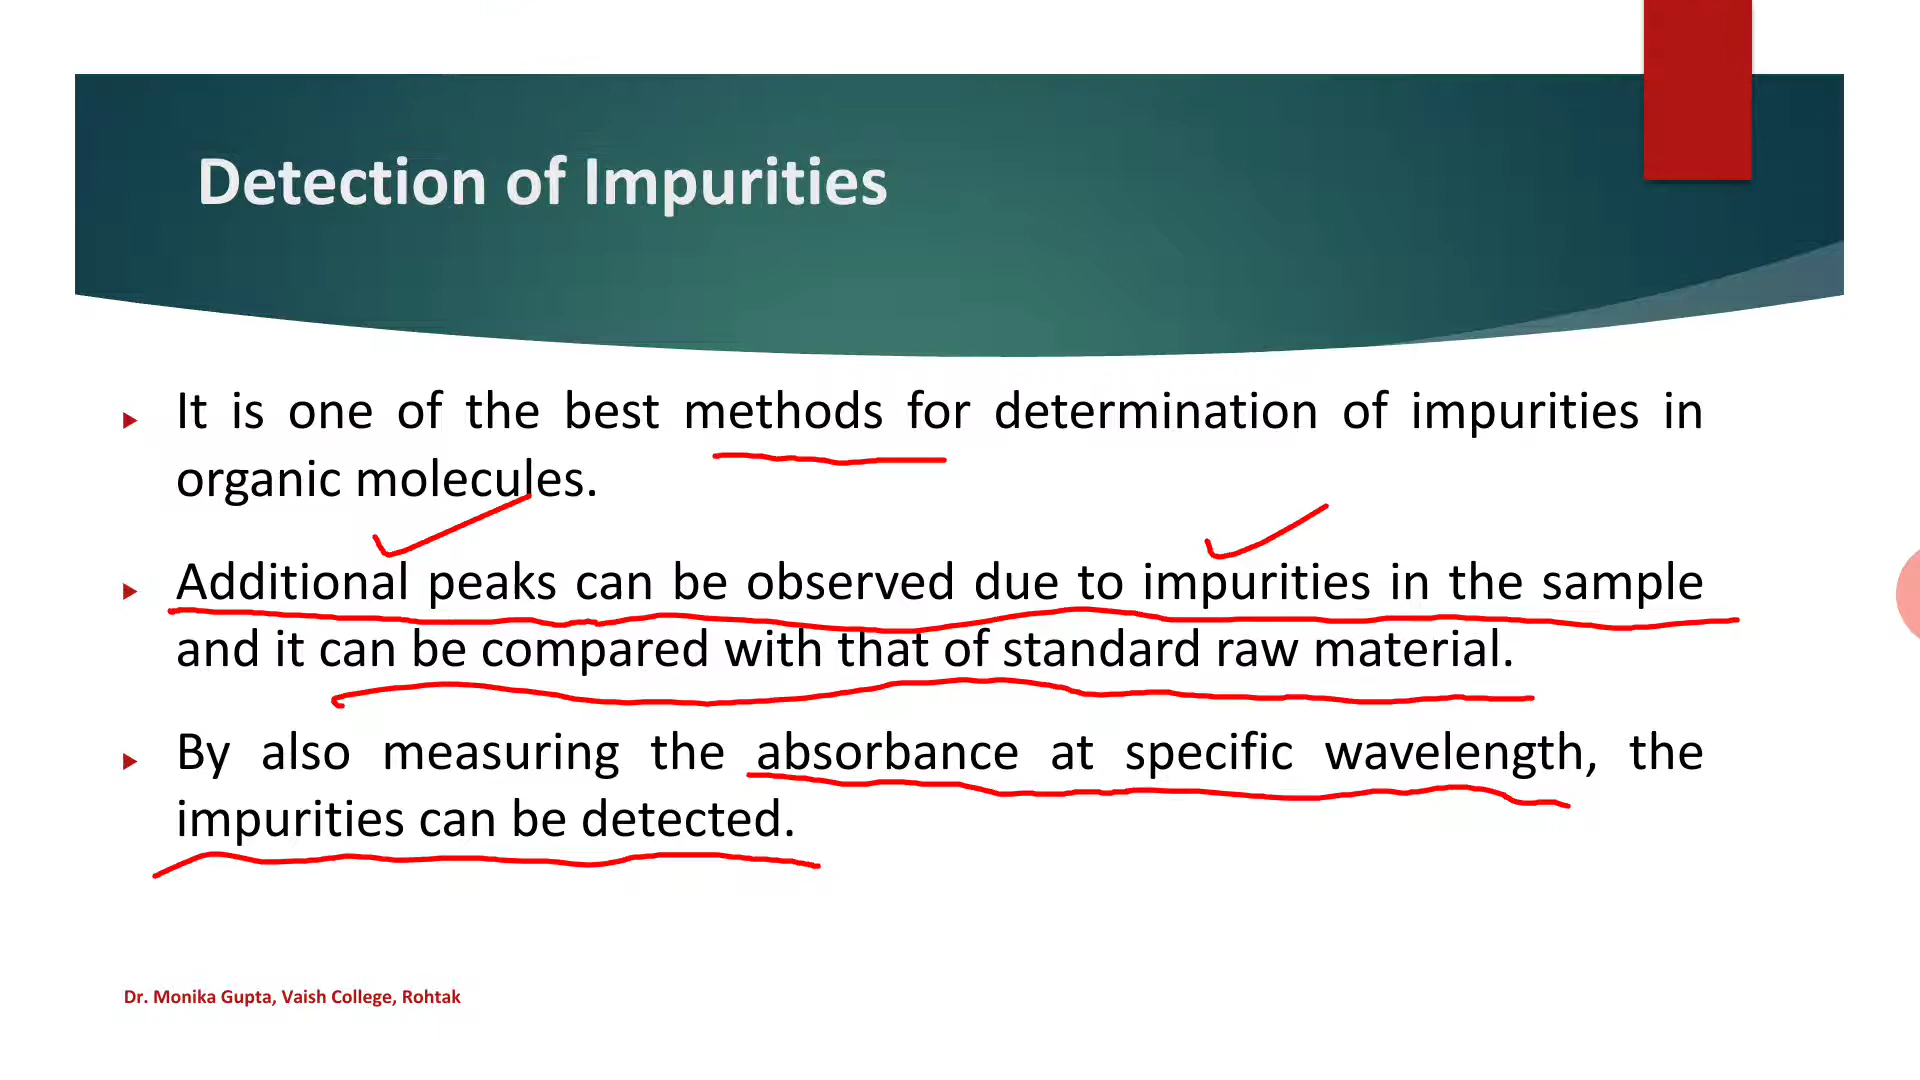 Detection of Impurities
It is one of the best methods for determination of impurities in
organic molecules.
Additional peaks can be observed due to impurities in the sample
and it can be compared with that of standard raw material.
By also measuring the absorbance at specific wavelength, the
impurities can be detected.
Dr. Monika Gupta, Vaish College, Rohtak